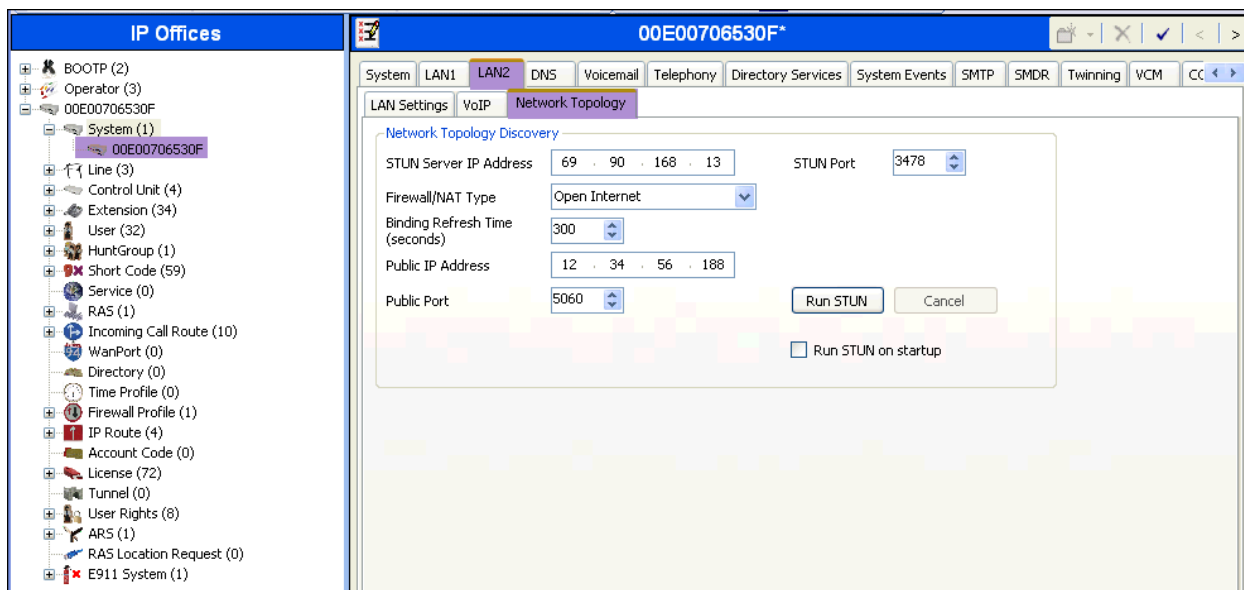 IP Offices
BOOTP (2)
Operator (3)
00E00706530F
System (1)
00E00706530F
Line (3)
Control Unit (4)
Extension (34)
User (32)
HuntGroup (1)
Short Code (59)
Service (0)
RAS (1)
Incoming Call Route (10)
WanPort (0)
Directory (0)
Time Profile (0)
Firewall Profile (1)
IP Route (4)
Account Code (0)
License (72)
Tunnel (0)
User Rights (8)
ARS (1)
RAS Location Request (0)
E911 System (1)
00E00706530F*
System LAN1 LAN2 DNS Voicemail Telephony Directory Services System Events SMTP SMDR Twinning VCM
LAN Settings VoIP Network Topology
Network Topology Discovery
STUN Server IP Address 69 . 90 . 168 . 13 STUN Port 3478
Firewall/NAT Type Open Internet
Binding Refresh Time
(seconds) 300
Public IP Address 12 . 34 . 56 . 188
Public Port 5060 Run STUN Cancel
Run STUN on startup